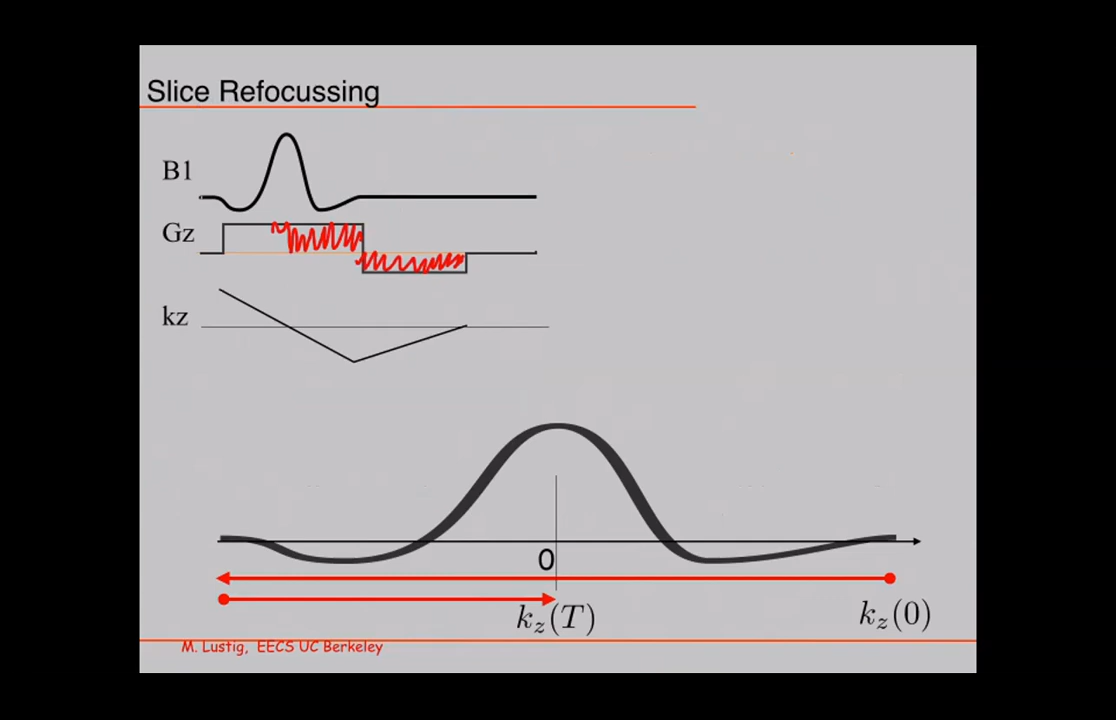 Slice Refocussing
B1
Gz
kz
0
k_z(T)
k_z(0)
M. Lustig, EECS UC Berkeley